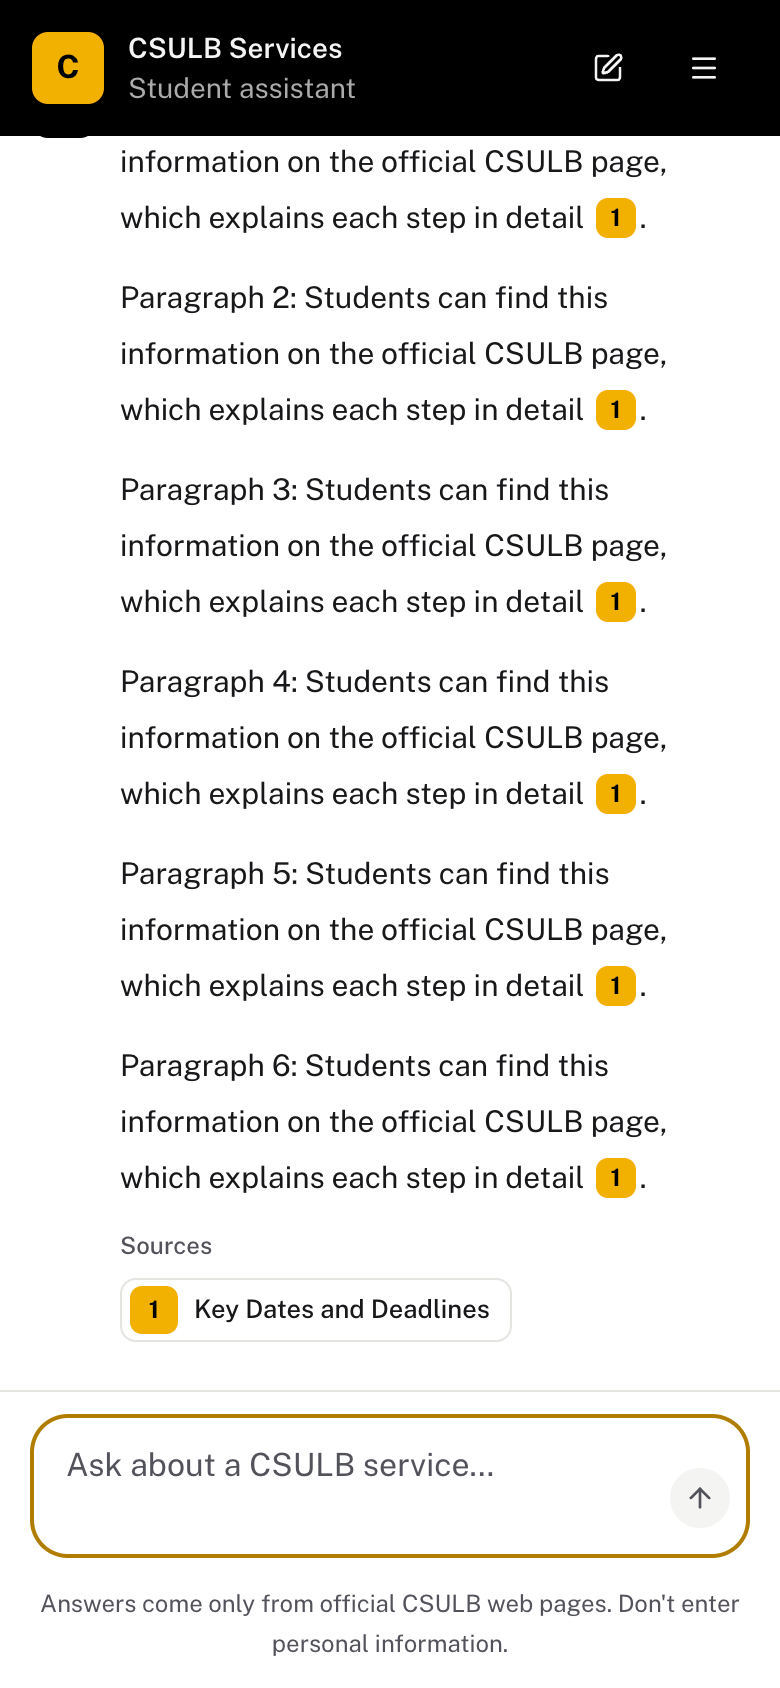 C
CSULB Services
Student assistant
information on the official CSULB page,
which explains each step in detail 1.
Paragraph 2: Students can find this
information on the official CSULB page,
which explains each step in detail 1.
Paragraph 3: Students can find this
information on the official CSULB page,
which explains each step in detail 1.
Paragraph 4: Students can find this
information on the official CSULB page,
which explains each step in detail 1.
Paragraph 5: Students can find this
information on the official CSULB page,
which explains each step in detail 1.
Paragraph 6: Students can find this
information on the official CSULB page,
which explains each step in detail 1.
Sources
1 Key Dates and Deadlines
Ask about a CSULB service...
Answers come only from official CSULB web pages. Don't enter
personal information.